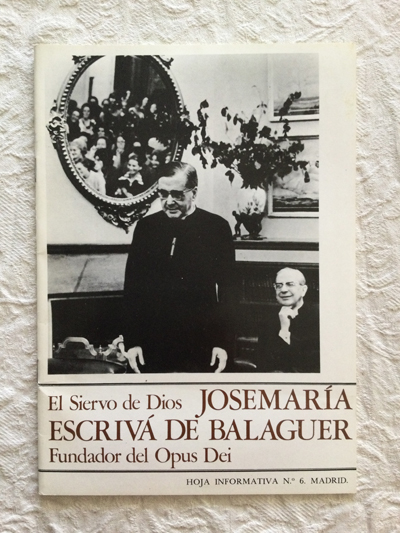 El Siervo de Dios JOSEMARÍA
ESCRIVÁ DE BALAGUER
Fundador del Opus Dei
HOJA INFORMATIVA N.º 6. MADRID.